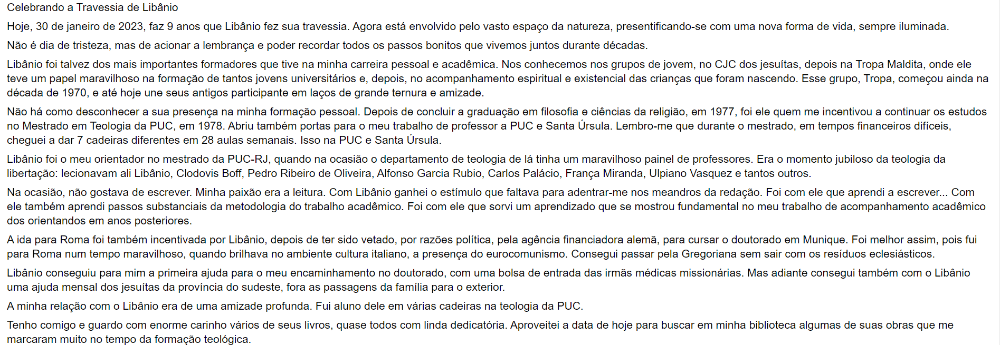 Celebrando a Travessia de Libânio
Hoje, 30 de janeiro de 2023, faz 9 anos que Libânio fez sua travessia. Agora está envolvido pelo vasto espaço da natureza, presentificando-se com uma nova forma de vida, sempre iluminada.
Não é dia de tristeza, mas de acionar a lembrança e poder recordar todos os passos bonitos que vivemos juntos durante décadas.
Libânio foi talvez dos mais importantes formadores que tive na minha carreira pessoal e acadêmica. Nos conhecemos nos grupos de jovem, no CJC dos jesuítas, depois na Tropa Maldita, onde ele
teve um papel maravilhoso na formação de tantos jovens universitários e, depois, no acompanhamento espiritual e existencial das crianças que foram nascendo. Esse grupo, Tropa, começou ainda na
década de 1970, e até hoje une seus antigos participante em laços de grande ternura e amizade.
Não há como desconhecer a sua presença na minha formação pessoal. Depois de concluir a graduação em filosofia e ciências da religião, em 1977, foi ele quem me incentivou a continuar os estudos
no Mestrado em Teologia da PUC, em 1978. Abriu também portas para o meu trabalho de professor a PUC e Santa Úrsula. Lembro-me que durante o mestrado, em tempos financeiros difíceis,
cheguei a dar 7 cadeiras diferentes em 28 aulas semanais. Isso na PUC e Santa Úrsula.
Libânio foi o meu orientador no mestrado da PUC-RJ, quando na ocasião o departamento de teologia de lá tinha um maravilhoso painel de professores. Era o momento jubiloso da teologia da
libertação: lecionavam ali Libânio, Clodovis Boff, Pedro Ribeiro de Oliveira, Alfonso Garcia Rubio, Carlos Palácio, França Miranda, Ulpiano Vasquez e tantos outros.
Na ocasião, não gostava de escrever. Minha paixão era a leitura. Com Libânio ganhei o estímulo que faltava para adentrar-me nos meandros da redação. Foi com ele que aprendi a escrever... Com
ele também aprendi passos substanciais da metodologia do trabalho acadêmico. Foi com ele que sorvi um aprendizado que se mostrou fundamental no meu trabalho de acompanhamento acadêmico
dos orientandos em anos posteriores.
A ida para Roma foi também incentivada por Libânio, depois de ter sido vetado, por razões política, pela agência financiadora alemã, para cursar o doutorado em Munique. Foi melhor assim, pois fui
para Roma num tempo maravilhoso, quando brilhava no ambiente cultura italiano, a presença do eurocomunismo. Consegui passar pela Gregoriana sem sair com os resíduos eclesiásticos.
Libânio conseguiu para mim a primeira ajuda para o meu encaminhamento no doutorado, com uma bolsa de entrada das irmãs médicas missionárias. Mas adiante consegui também com o Libânio
uma ajuda mensal dos jesuítas da província do sudeste, fora as passagens da família para o exterior.
A minha relação com o Libânio era de uma amizade profunda. Fui aluno dele em várias cadeiras na teologia da PUC.
Tenho comigo e guardo com enorme carinho vários de seus livros, quase todos com linda dedicatória. Aproveitei a data de hoje para buscar em minha biblioteca algumas de suas obras que me
marcaram muito no tempo da formação teológica.